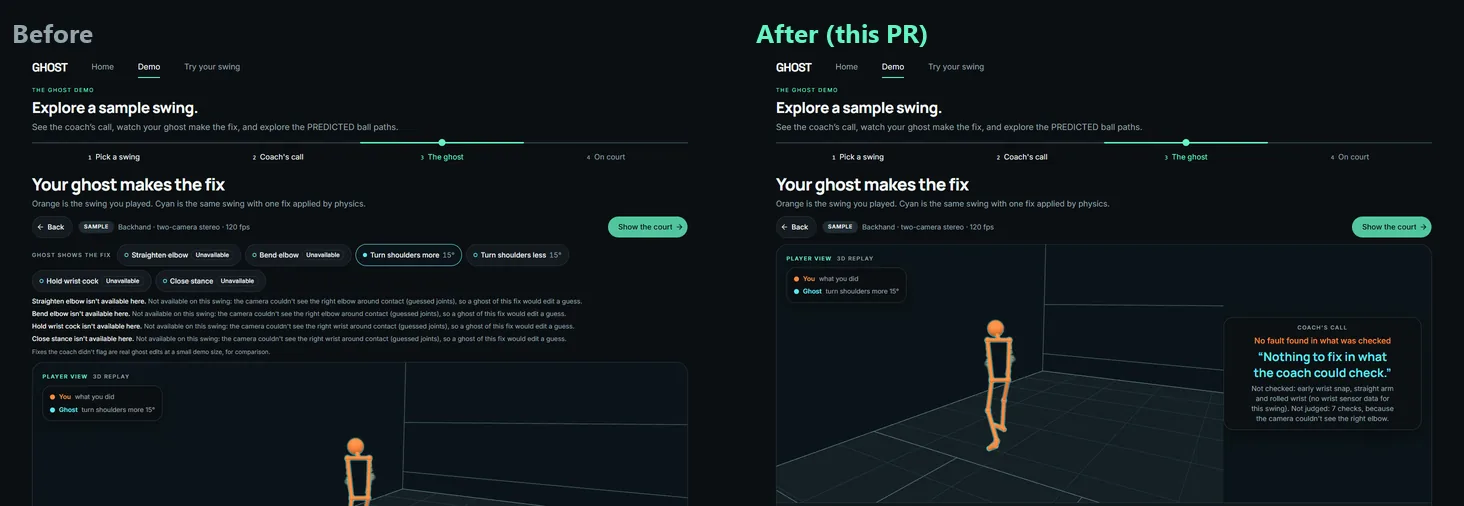 Before
GHOST Home Demo Try your swing
THE GHOST DEMO
Explore a sample swing.
See the coach's call, watch your ghost make the fix, and explore the PREDICTED ball paths.
1 Pick a swing 2 Coach's call 3 The ghost 4 On court
Your ghost makes the fix
Orange is the swing you played. Cyan is the same swing with one fix applied by physics.
← Back SAMPLE Backhand · two-camera stereo · 120 fps Show the court →
GHOST SHOWS THE FIX Straighten elbow Unavailable Bend elbow Unavailable Turn shoulders more 15° Turn shoulders less 15°
Hold wrist cock Unavailable Close stance Unavailable
Straighten elbow isn't available here. Not available on this swing: the camera couldn't see the right elbow around contact (guessed joints), so a ghost of this fix would edit a guess.
Bend elbow isn't available here. Not available on this swing: the camera couldn't see the right elbow around contact (guessed joints), so a ghost of this fix would edit a guess.
Hold wrist cock isn't available here. Not available on this swing: the camera couldn't see the right wrist around contact (guessed joints), so a ghost of this fix would edit a guess.
Close stance isn't available here. Not available on this swing: the camera couldn't see the right wrist around contact (guessed joints), so a ghost of this fix would edit a guess.
Fixes the coach didn't flag are real ghost edits at a small demo size, for comparison.
PLAYER VIEW 3D REPLAY
You what you did
Ghost turn shoulders more 15°
After (this PR)
GHOST Home Demo Try your swing
THE GHOST DEMO
Explore a sample swing.
See the coach's call, watch your ghost make the fix, and explore the PREDICTED ball paths.
1 Pick a swing 2 Coach's call 3 The ghost 4 On court
Your ghost makes the fix
Orange is the swing you played. Cyan is the same swing with one fix applied by physics.
← Back SAMPLE Backhand · two-camera stereo · 120 fps Show the court →
PLAYER VIEW 3D REPLAY
You what you did
Ghost turn shoulders more 15°
COACH'S CALL
No fault found in what was checked
“Nothing to fix in what
the coach could check.”
Not checked: early wrist snap, straight arm
and rolled wrist (no wrist sensor data for
this swing). Not judged: 7 checks, because
the camera couldn't see the right elbow.